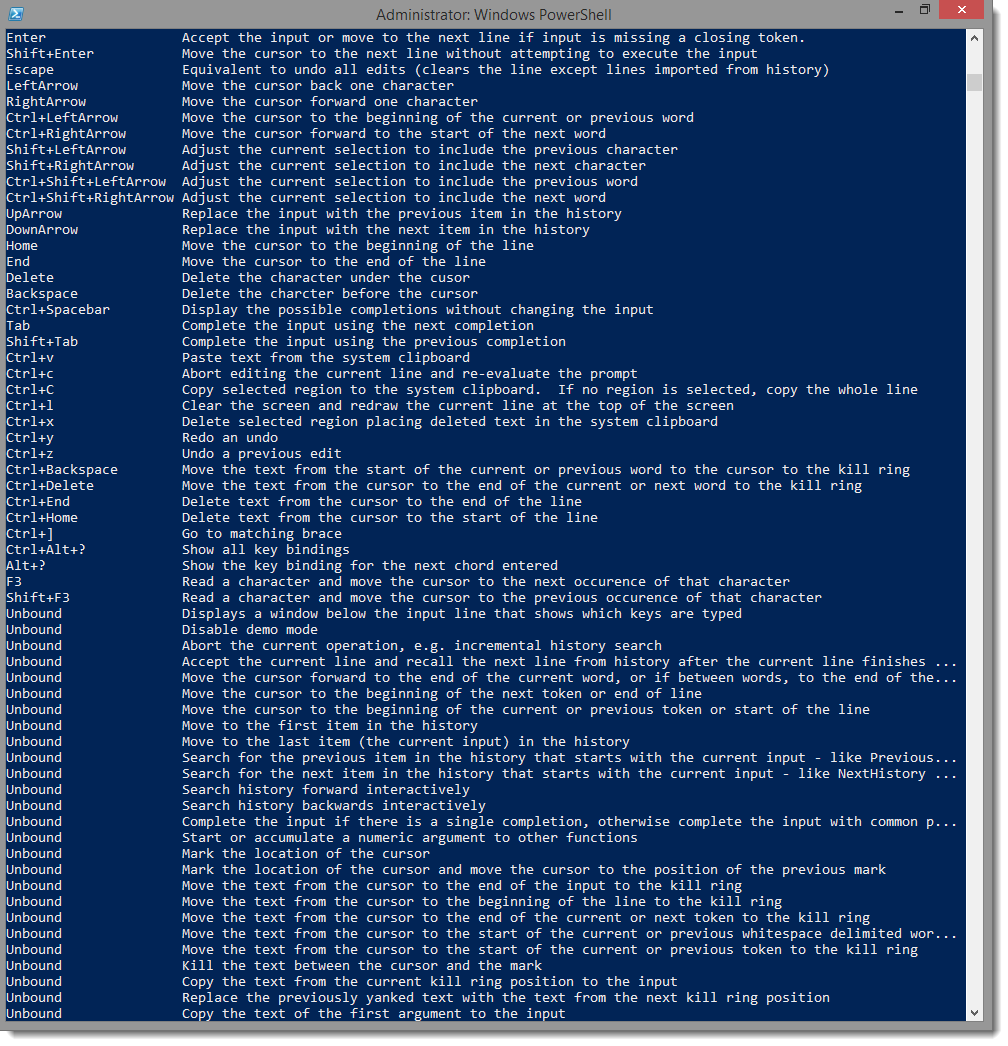 Administrator: Windows PowerShell
Enter Accept the input or move to the next line if input is missing a closing token.
Shift+Enter Move the cursor to the next line without attempting to execute the input
Escape Equivalent to undo all edits (clears the line except lines imported from history)
LeftArrow Move the cursor back one character
RightArrow Move the cursor forward one character
Ctrl+LeftArrow Move the cursor to the beginning of the current or previous word
Ctrl+RightArrow Move the cursor forward to the start of the next word
Shift+LeftArrow Adjust the current selection to include the previous character
Shift+RightArrow Adjust the current selection to include the next character
Ctrl+Shift+LeftArrow Adjust the current selection to include the previous word
Ctrl+Shift+RightArrow Adjust the current selection to include the next word
UpArrow Replace the input with the previous item in the history
DownArrow Replace the input with the next item in the history
Home Move the cursor to the beginning of the line
End Move the cursor to the end of the line
Delete Delete the character under the cusor
Backspace Delete the charcter before the cursor
Ctrl+Spacebar Display the possible completions without changing the input
Tab Complete the input using the next completion
Shift+Tab Complete the input using the previous completion
Ctrl+v Paste text from the system clipboard
Ctrl+c Abort editing the current line and re-evaluate the prompt
Ctrl+C Copy selected region to the system clipboard.  If no region is selected, copy the whole line
Ctrl+l Clear the screen and redraw the current line at the top of the screen
Ctrl+x Delete selected region placing deleted text in the system clipboard
Ctrl+y Redo an undo
Ctrl+z Undo a previous edit
Ctrl+Backspace Move the text from the start of the current or previous word to the cursor to the kill ring
Ctrl+Delete Move the text from the cursor to the end of the current or next word to the kill ring
Ctrl+End Delete text from the cursor to the end of the line
Ctrl+Home Delete text from the cursor to the start of the line
Ctrl+] Go to matching brace
Ctrl+Alt+? Show all key bindings
Alt+? Show the key binding for the next chord entered
F3 Read a character and move the cursor to the next occurence of that character
Shift+F3 Read a character and move the cursor to the previous occurence of that character
Unbound Displays a window below the input line that shows which keys are typed
Unbound Disable demo mode
Unbound Abort the current operation, e.g. incremental history search
Unbound Accept the current line and recall the next line from history after the current line finishes ...
Unbound Move the cursor forward to the end of the current word, or if between words, to the end of the...
Unbound Move the cursor to the beginning of the next token or end of line
Unbound Move the cursor to the beginning of the current or previous token or start of the line
Unbound Move to the first item in the history
Unbound Move to the last item (the current input) in the history
Unbound Search for the previous item in the history that starts with the current input - like Previous...
Unbound Search for the next item in the history that starts with the current input - like NextHistory ...
Unbound Search history forward interactively
Unbound Search history backwards interactively
Unbound Complete the input if there is a single completion, otherwise complete the input with common p...
Unbound Start or accumulate a numeric argument to other functions
Unbound Mark the location of the cursor
Unbound Mark the location of the cursor and move the cursor to the position of the previous mark
Unbound Move the text from the cursor to the end of the input to the kill ring
Unbound Move the text from the cursor to the beginning of the line to the kill ring
Unbound Move the text from the cursor to the end of the current or next token to the kill ring
Unbound Move the text from the cursor to the start of the current or previous whitespace delimited wor...
Unbound Move the text from the cursor to the start of the current or previous token to the kill ring
Unbound Kill the text between the cursor and the mark
Unbound Copy the text from the current kill ring position to the input
Unbound Replace the previously yanked text with the text from the next kill ring position
Unbound Copy the text of the first argument to the input